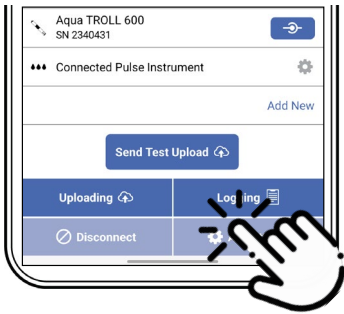 Aqua TROLL 600
SN 2340431
Connected Pulse Instrument
Add New
Send Test Upload
Uploading
Logging
Disconnect